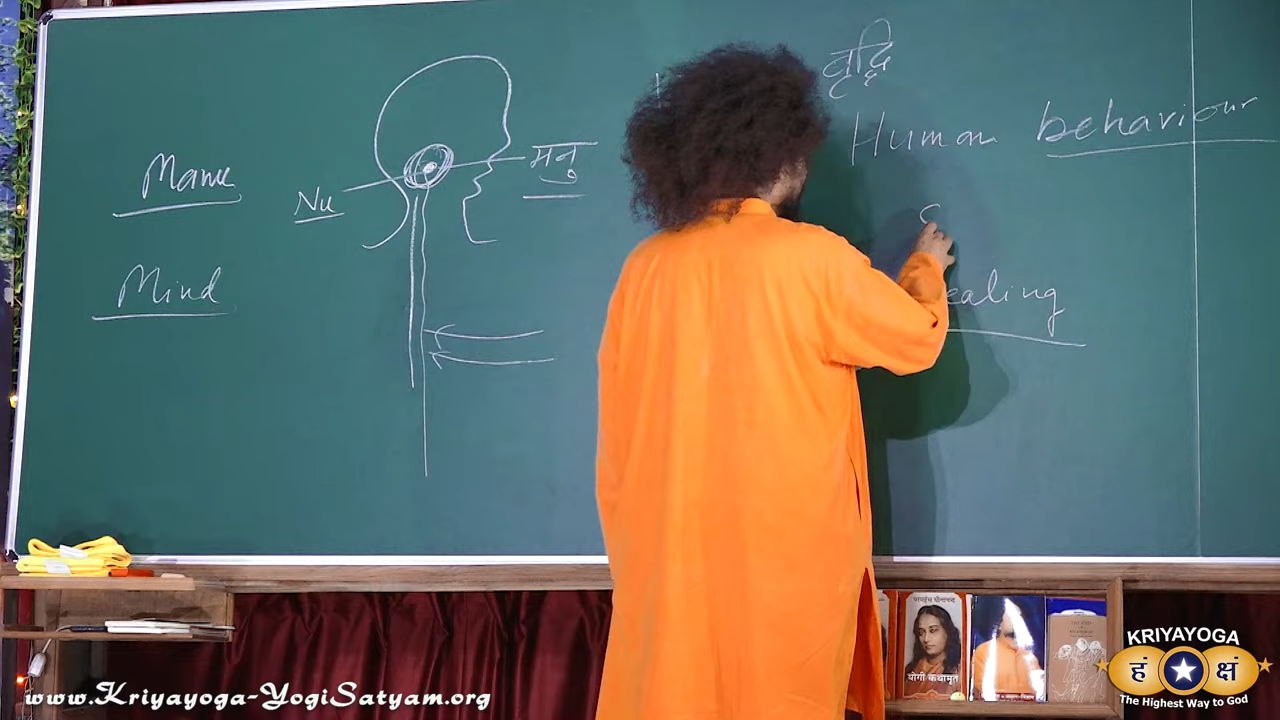 वृद्धि
Human behaviour
Manu
Nu
मनु
Mind
ealing
योगी कथामृत
www.Kriyayoga-YogiSatyam.org
KRIYAYOGA
हं क्षं
The Highest Way to God